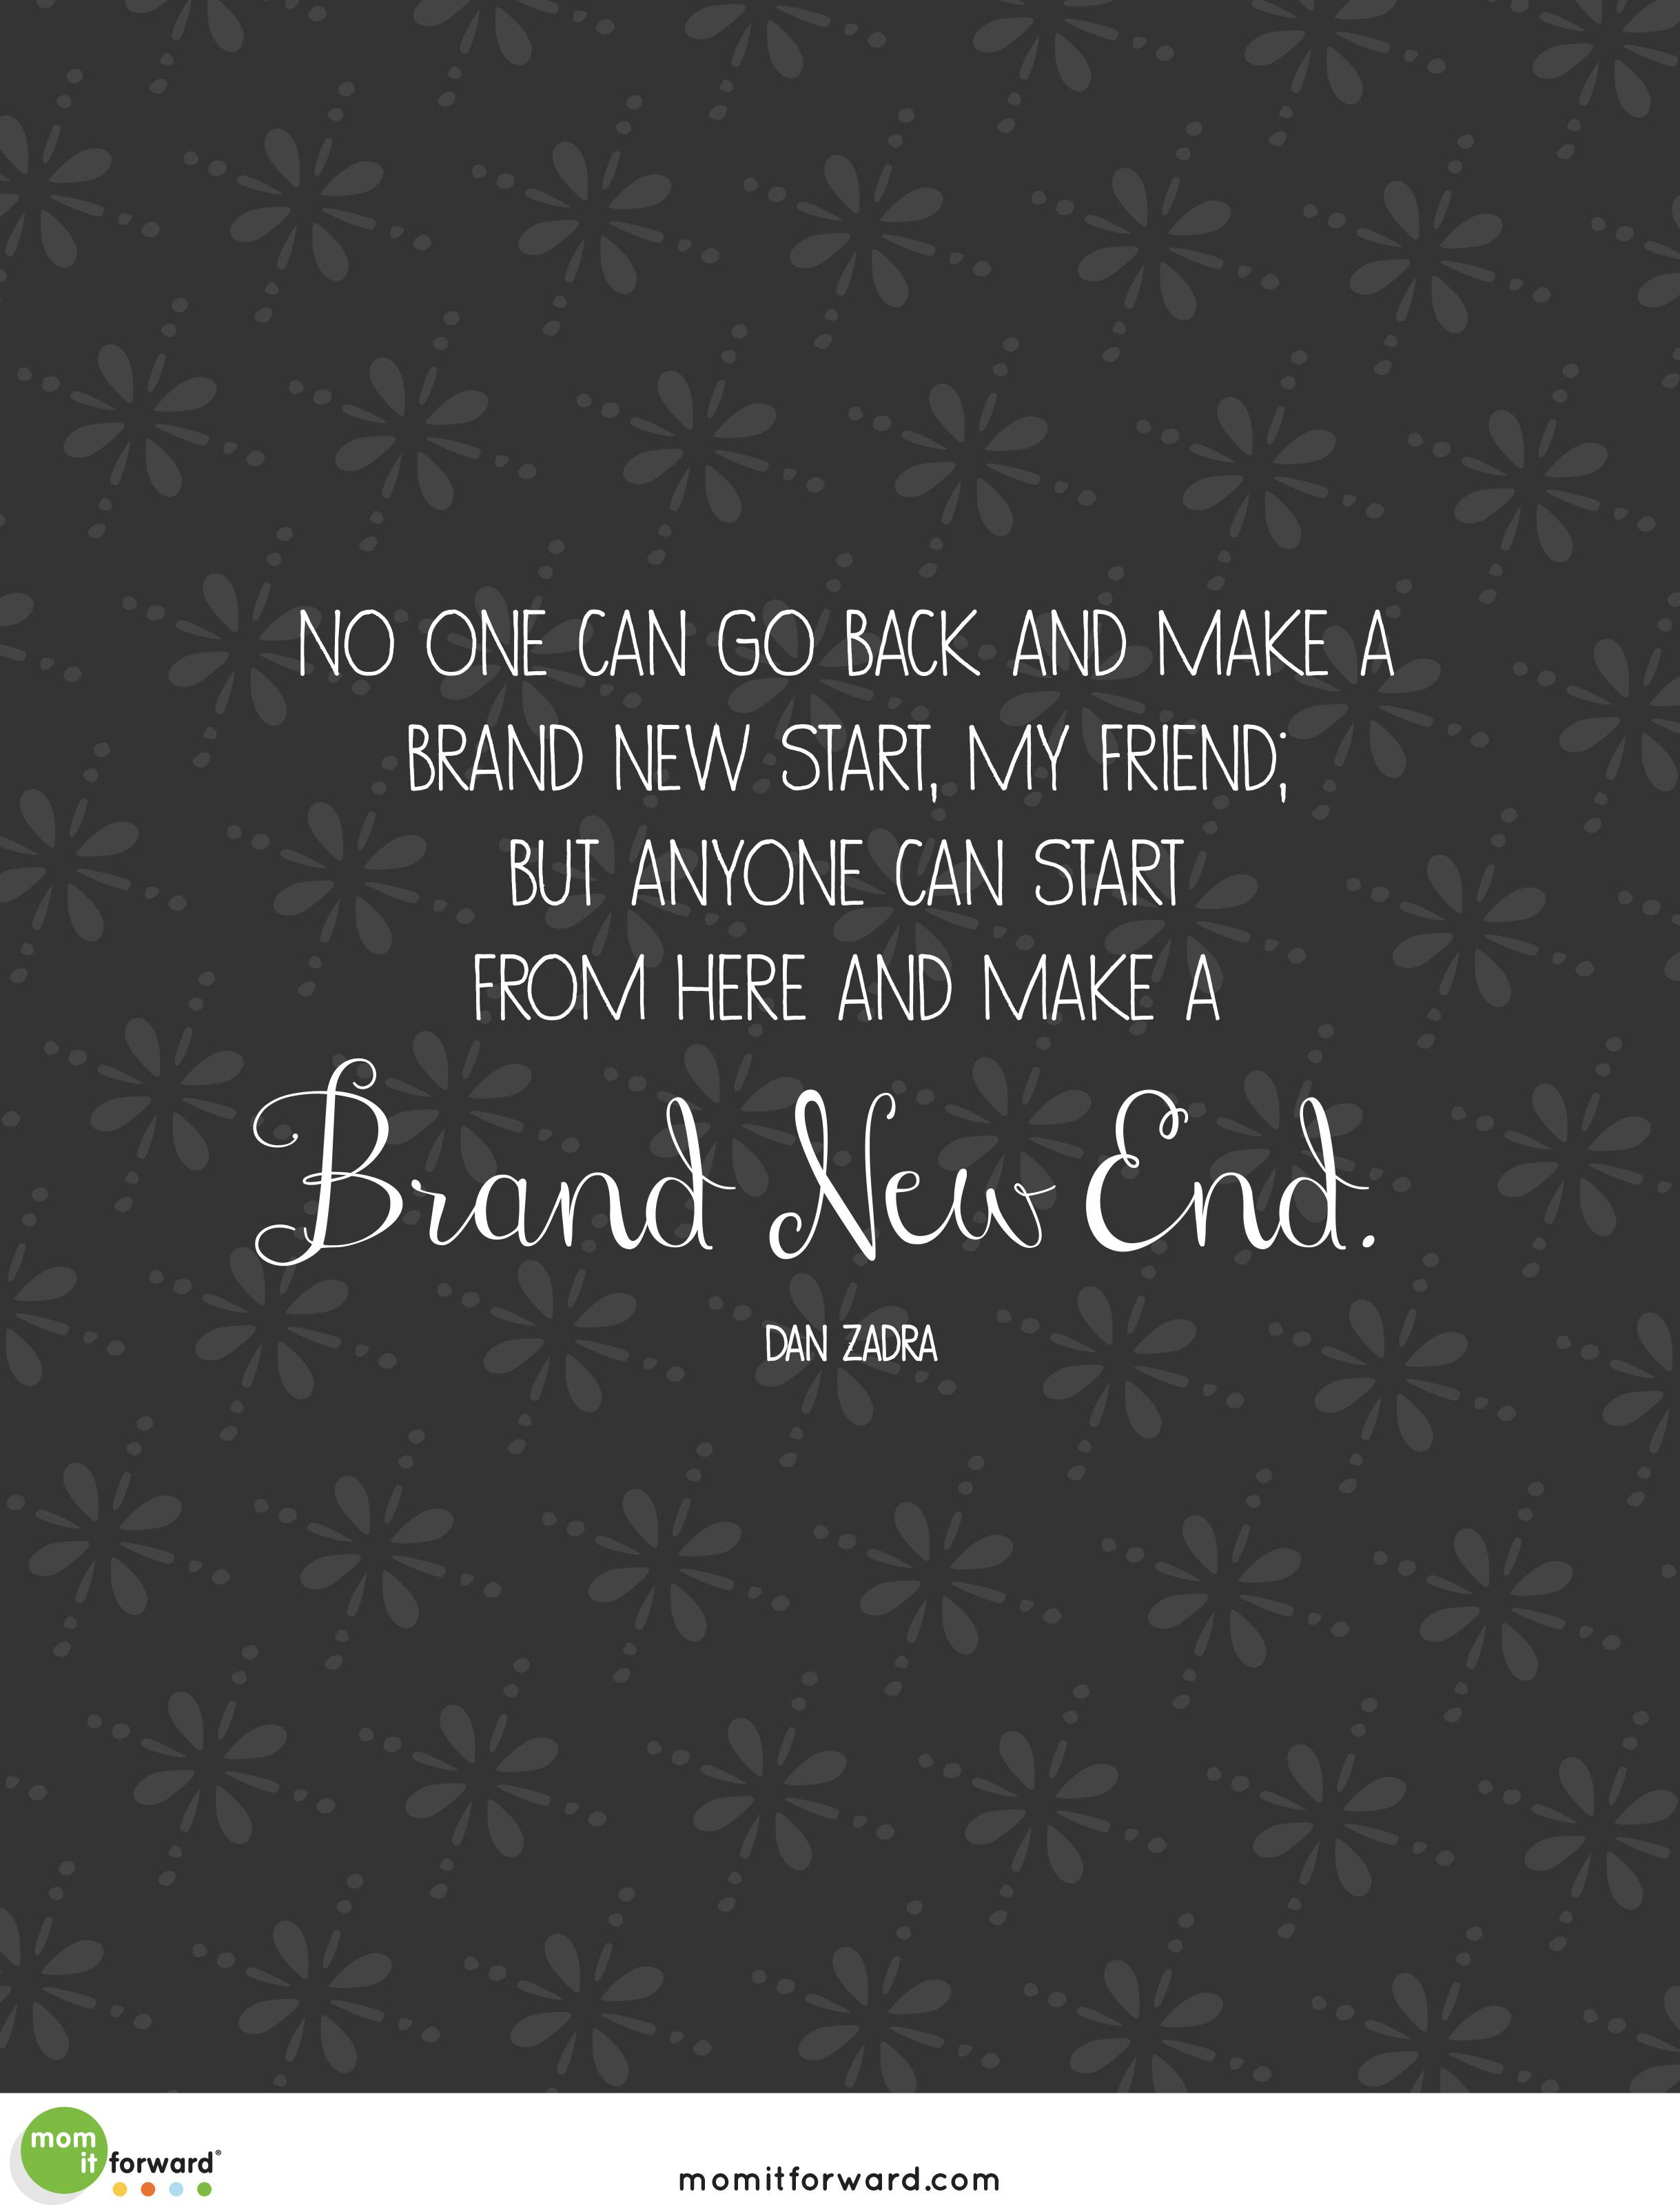 NO ONE CAN GO BACK AND MAKE A
BRAND NEW START, MY FRIEND;
BUT ANYONE CAN START
FROM HERE AND MAKE A
Brand New End.
DAN ZADRA
mom
it forward®
momitforward.com